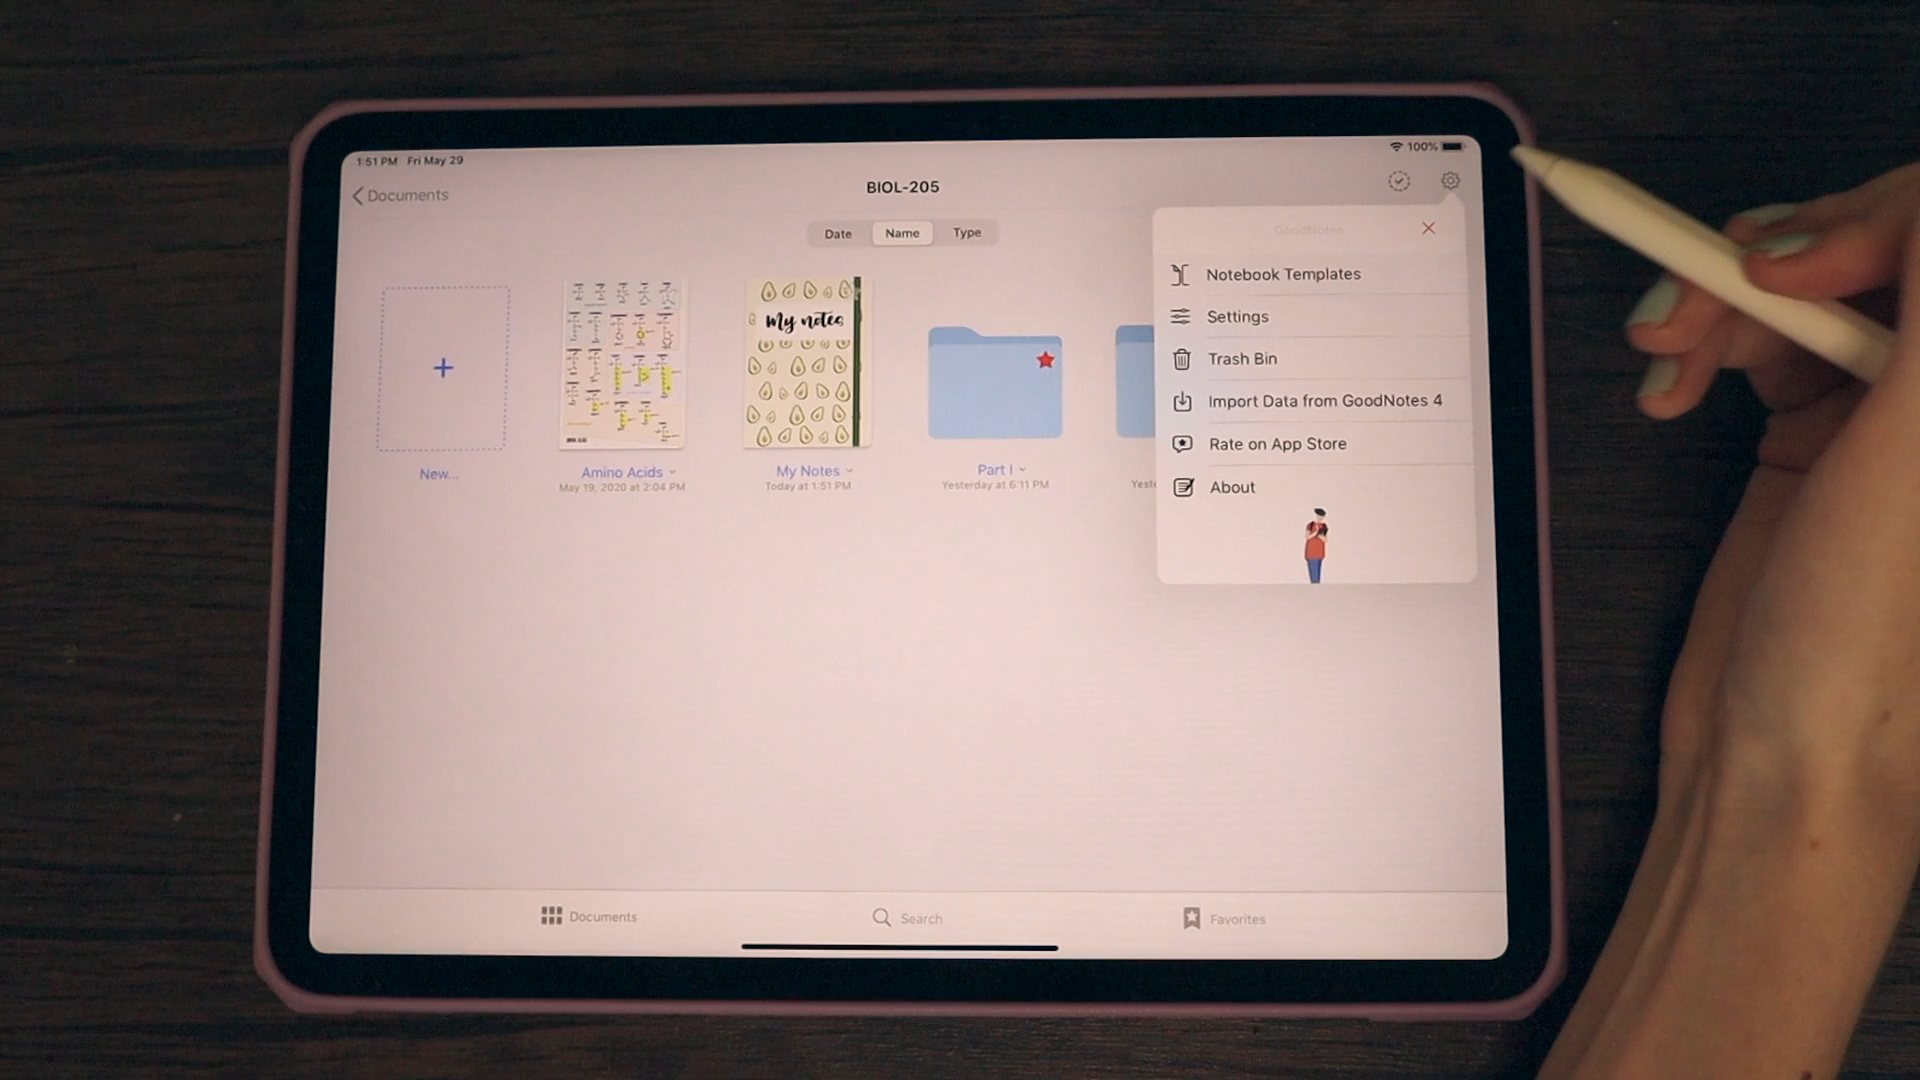 1:51 PM Fri May 29
100%
Documents
BIOL-205
Date Name Type
GoodNotes
Notebook Templates
Settings
Trash Bin
Import Data from GoodNotes 4
Rate on App Store
About
My notes
New...
Amino Acids
May 19, 2020 at 2:04 PM
My Notes
Today at 1:51 PM
Part I
Yesterday at 6:11 PM
Yeste
Documents
Search
Favorites